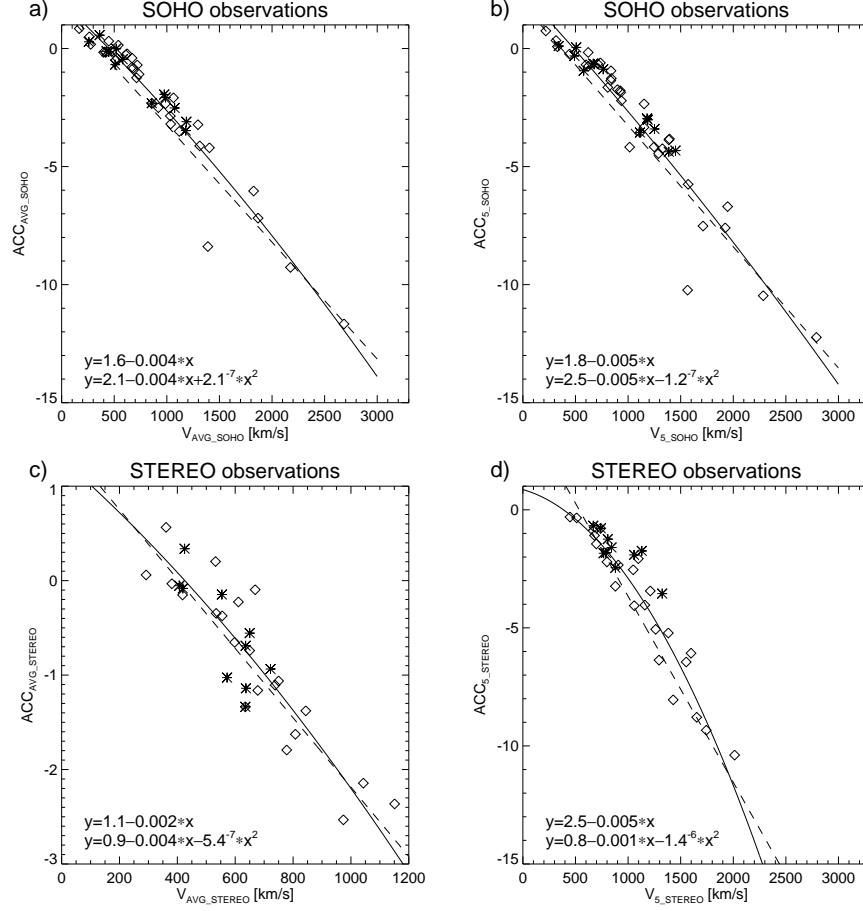 a) SOHO observations
0
-5
-10
-15
ACC_AVG_SOHO
y=1.6−0.004*x
y=2.1−0.004*x+2.1^-7*x^2
0 500 1000 1500 2000 2500 3000
V_AVG_SOHO [km/s]
b) SOHO observations
0
-5
-10
-15
ACC_5_SOHO
y=1.8−0.005*x
y=2.5−0.005*x−1.2^-7*x^2
0 500 1000 1500 2000 2500 3000
V_5_SOHO [km/s]
c) STEREO observations
1
0
-1
-2
-3
ACC_AVG_STEREO
y=1.1−0.002*x
y=0.9−0.004*x−5.4^-7*x^2
0 200 400 600 800 1000 1200
V_AVG_STEREO [km/s]
d) STEREO observations
0
-5
-10
-15
ACC_5_STEREO
y=2.5−0.005*x
y=0.8−0.001*x−1.4^-6*x^2
0 500 1000 1500 2000 2500 3000
V_5_STEREO [km/s]